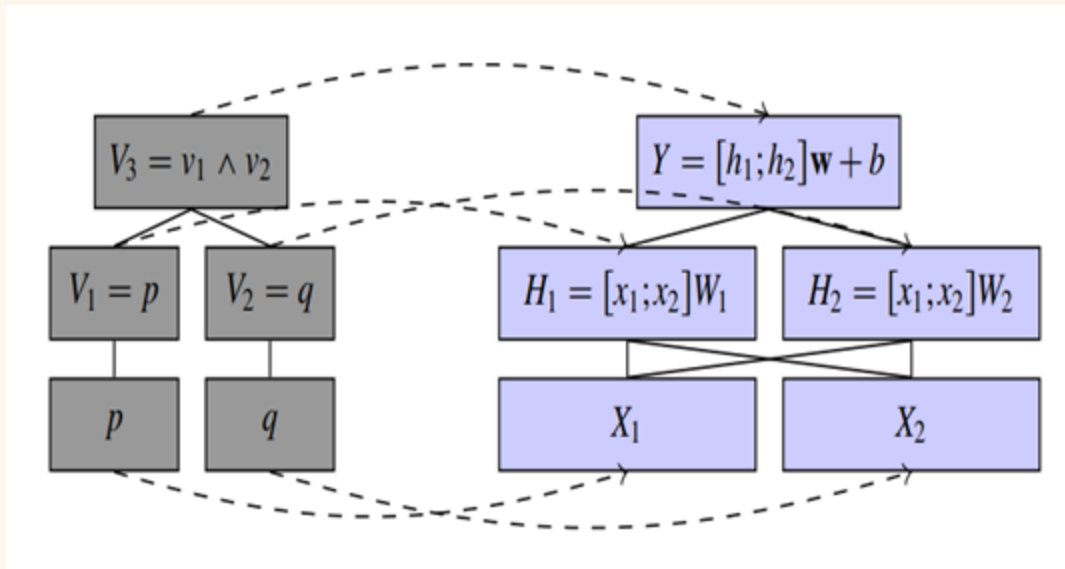 V₃ = v₁ ∧ v₂
Y = [h₁;h₂]w + b
V₁ = p
V₂ = q
H₁ = [x₁;x₂]W₁
H₂ = [x₁;x₂]W₂
p
q
X₁
X₂